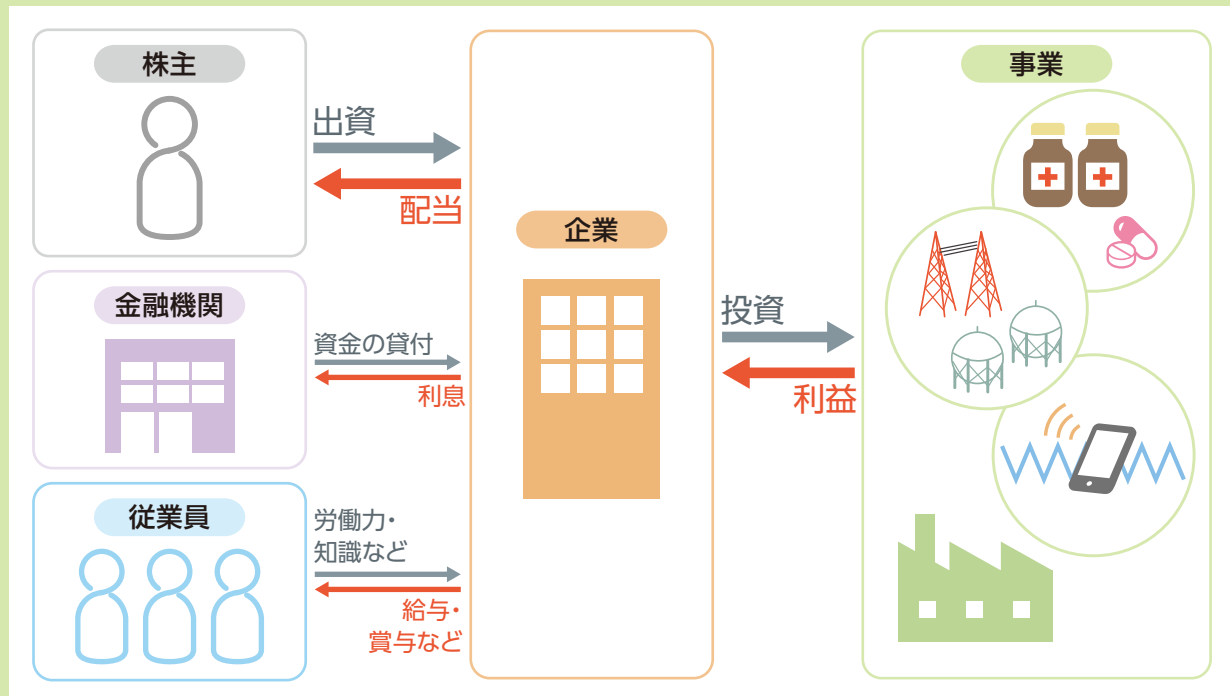 株主
出資
配当
金融機関
資金の貸付
利息
従業員
労働力・
知識など
給与・
賞与など
企業
投資
利益
事業